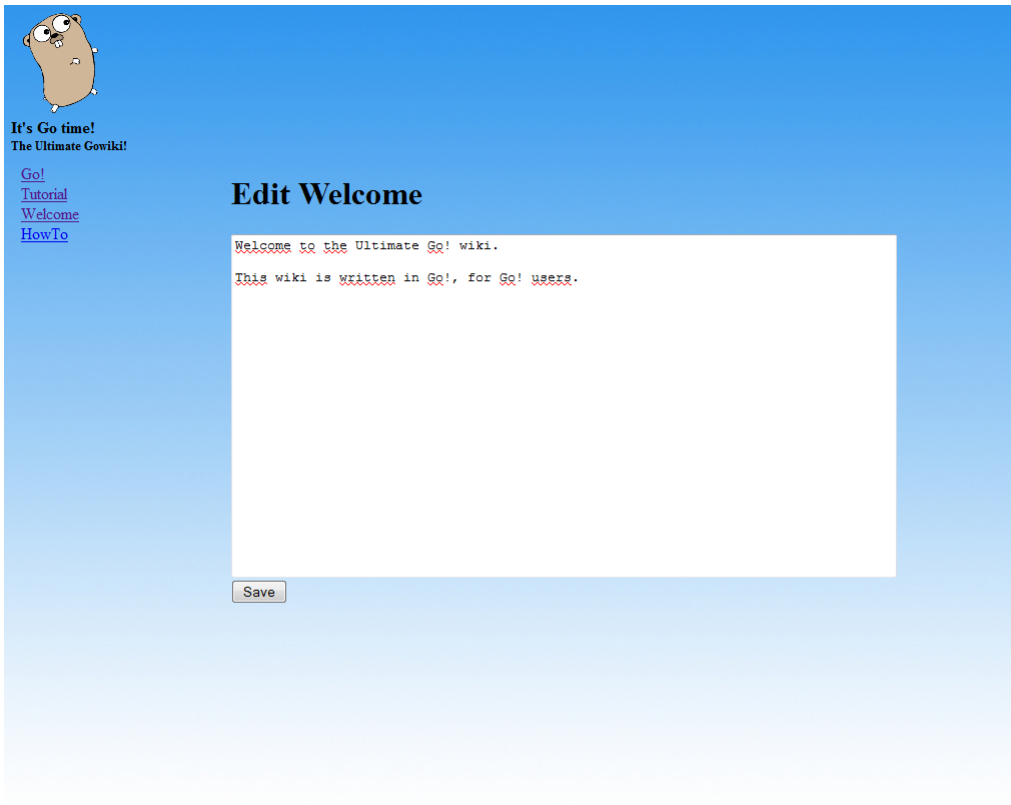 It's Go time!
The Ultimate Gowiki!
Go!
Tutorial
Welcome
HowTo
Edit Welcome
Welcome to the Ultimate Go! wiki.
This wiki is written in Go!, for Go! users.
Save